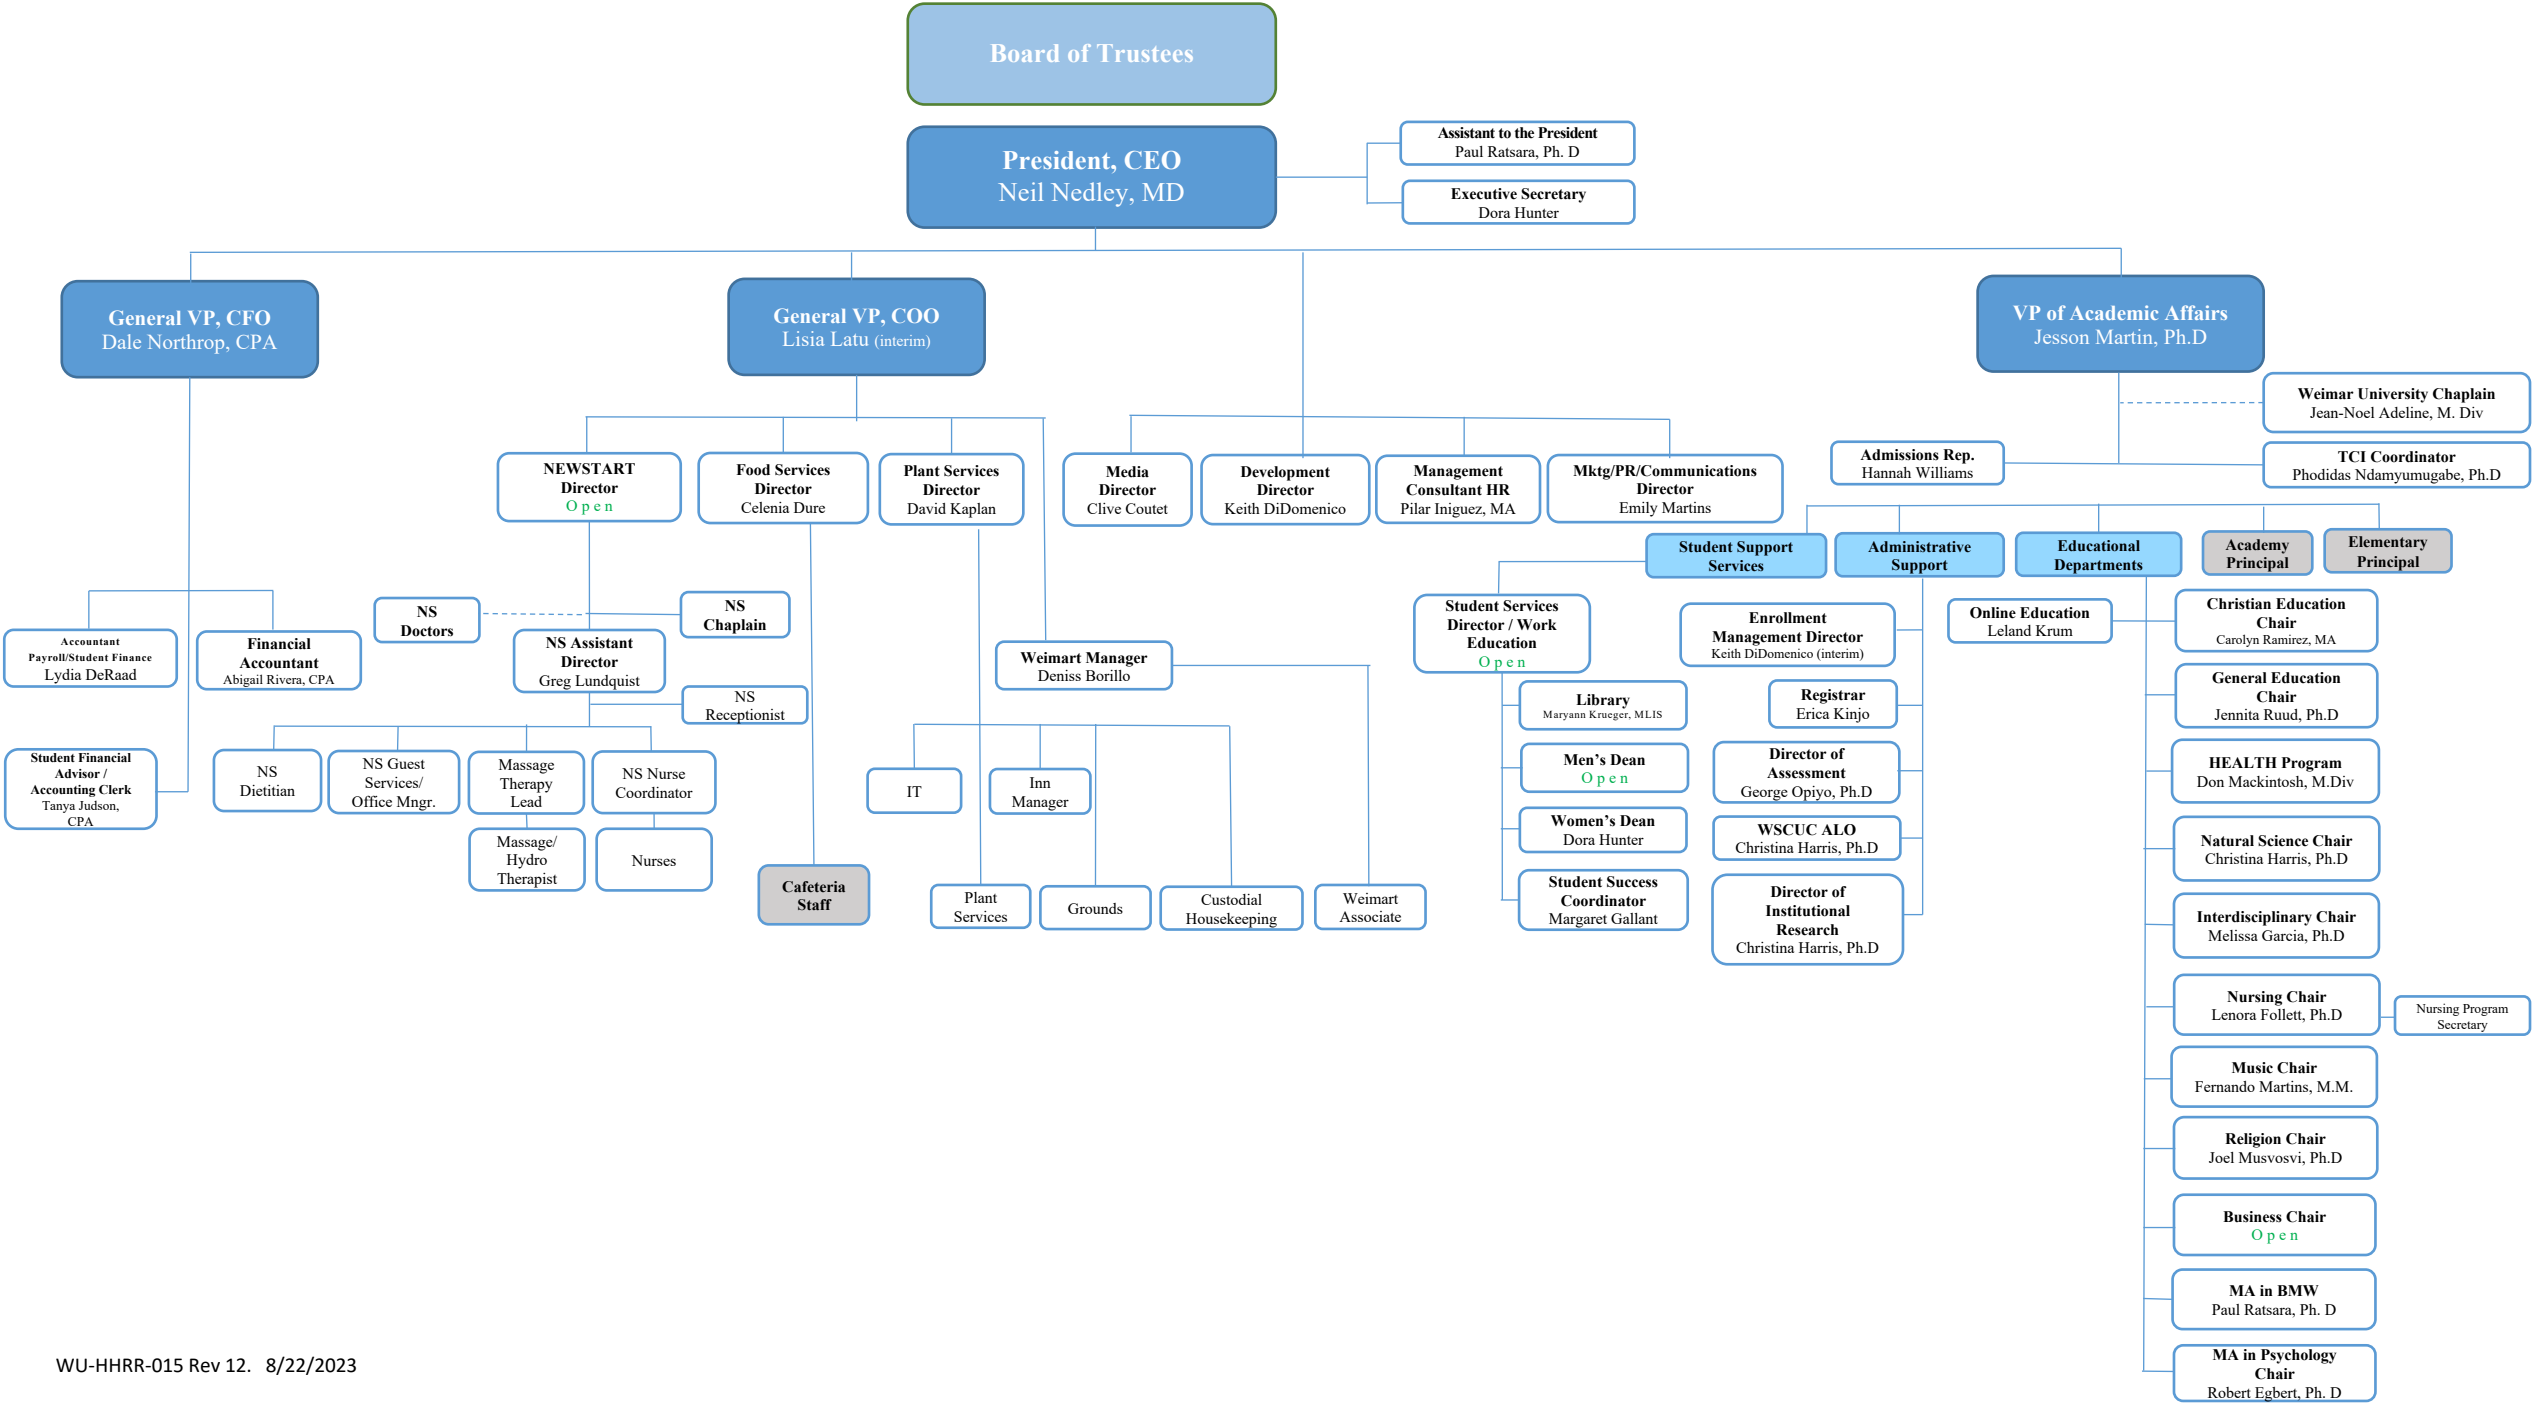 Board of Trustees
President, CEO
Neil Nedley, MD
Assistant to the President
Paul Ratsara, Ph. D
Executive Secretary
Dora Hunter
General VP, CFO
Dale Northrop, CPA
General VP, COO
Lisia Latu (interim)
VP of Academic Affairs
Jesson Martin, Ph.D
Weimar University Chaplain
Jean-Noel Adeline, M. Div
Admissions Rep.
Hannah Williams
TCI Coordinator
Phodidas Ndamyumugabe, Ph.D
NEWSTART
Director
Open
Food Services
Director
Celenia Dure
Plant Services
Director
David Kaplan
Media
Director
Clive Coutet
Development
Director
Keith DiDomenico
Management
Consultant HR
Pilar Iniguez, MA
Mktg/PR/Communications
Director
Emily Martins
Student Support
Services
Administrative
Support
Educational
Departments
Academy
Principal
Elementary
Principal
Accountant
Payroll/Student Finance
Lydia DeRaad
Financial
Accountant
Abigail Rivera, CPA
Student Financial
Advisor /
Accounting Clerk
Tanya Judson,
CPA
NS
Doctors
NS
Chaplain
NS Assistant
Director
Greg Lundquist
NS
Receptionist
NS
Dietitian
NS Guest
Services/
Office Mngr.
Massage
Therapy
Lead
NS Nurse
Coordinator
Massage/
Hydro
Therapist
Nurses
Cafeteria
Staff
Weimart Manager
Deniss Borillo
IT
Inn
Manager
Plant
Services
Grounds
Custodial
Housekeeping
Weimart
Associate
Student Services
Director / Work
Education
Open
Library
Maryann Krueger, MLIS
Men’s Dean
Open
Women’s Dean
Dora Hunter
Student Success
Coordinator
Margaret Gallant
Enrollment
Management Director
Keith DiDomenico (interim)
Registrar
Erica Kinjo
Director of
Assessment
George Opiyo, Ph.D
WSCUC ALO
Christina Harris, Ph.D
Director of
Institutional
Research
Christina Harris, Ph.D
Online Education
Leland Krum
Christian Education
Chair
Carolyn Ramirez, MA
General Education
Chair
Jennita Ruud, Ph.D
HEALTH Program
Don Mackintosh, M.Div
Natural Science Chair
Christina Harris, Ph.D
Interdisciplinary Chair
Melissa Garcia, Ph.D
Nursing Chair
Lenora Follett, Ph.D
Nursing Program
Secretary
Music Chair
Fernando Martins, M.M.
Religion Chair
Joel Musvosvi, Ph.D
Business Chair
Open
MA in BMW
Paul Ratsara, Ph. D
MA in Psychology
Chair
Robert Egbert, Ph. D
WU-HHRR-015 Rev 12. 8/22/2023